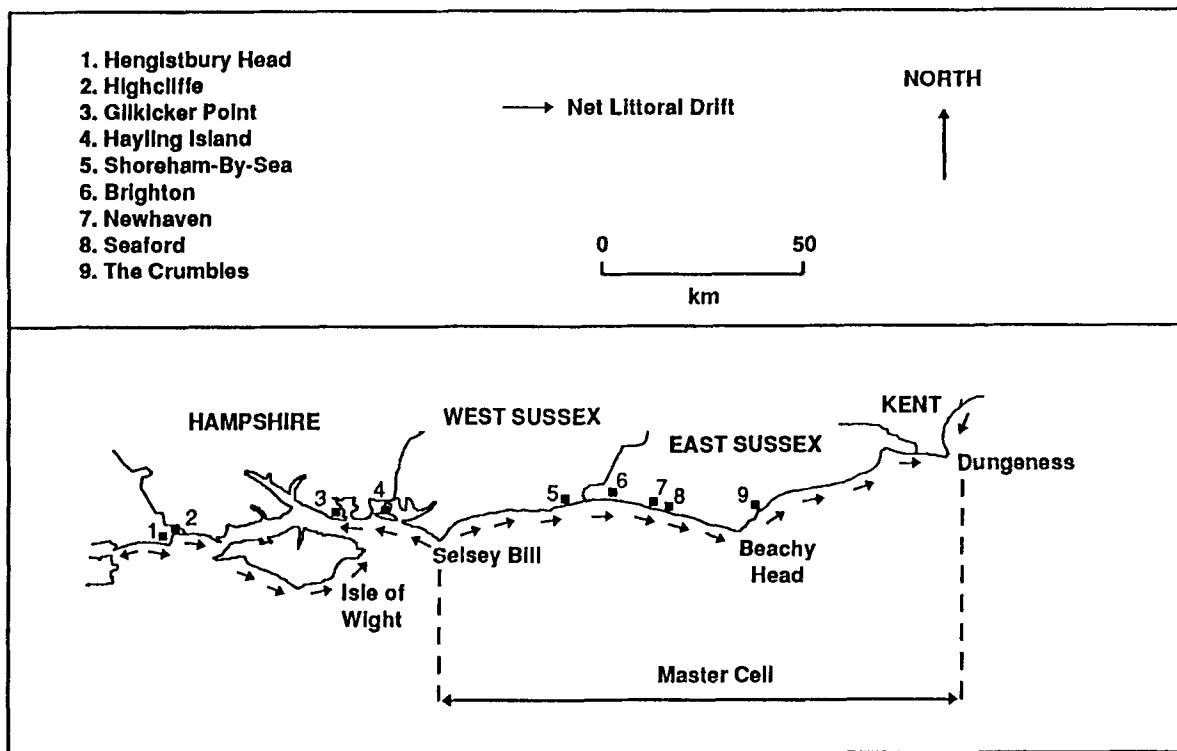 1. Hengistbury Head
2. Highcliffe
3. Gilkicker Point
4. Hayling Island
5. Shoreham-By-Sea
6. Brighton
7. Newhaven
8. Seaford
9. The Crumbles
Net Littoral Drift
NORTH
0 50
km
HAMPSHIRE
WEST SUSSEX
EAST SUSSEX
KENT
1
2
3
4
5
6
7
8
9
Dungeness
Selsey Bill
Beachy
Head
Isle of
Wight
Master Cell